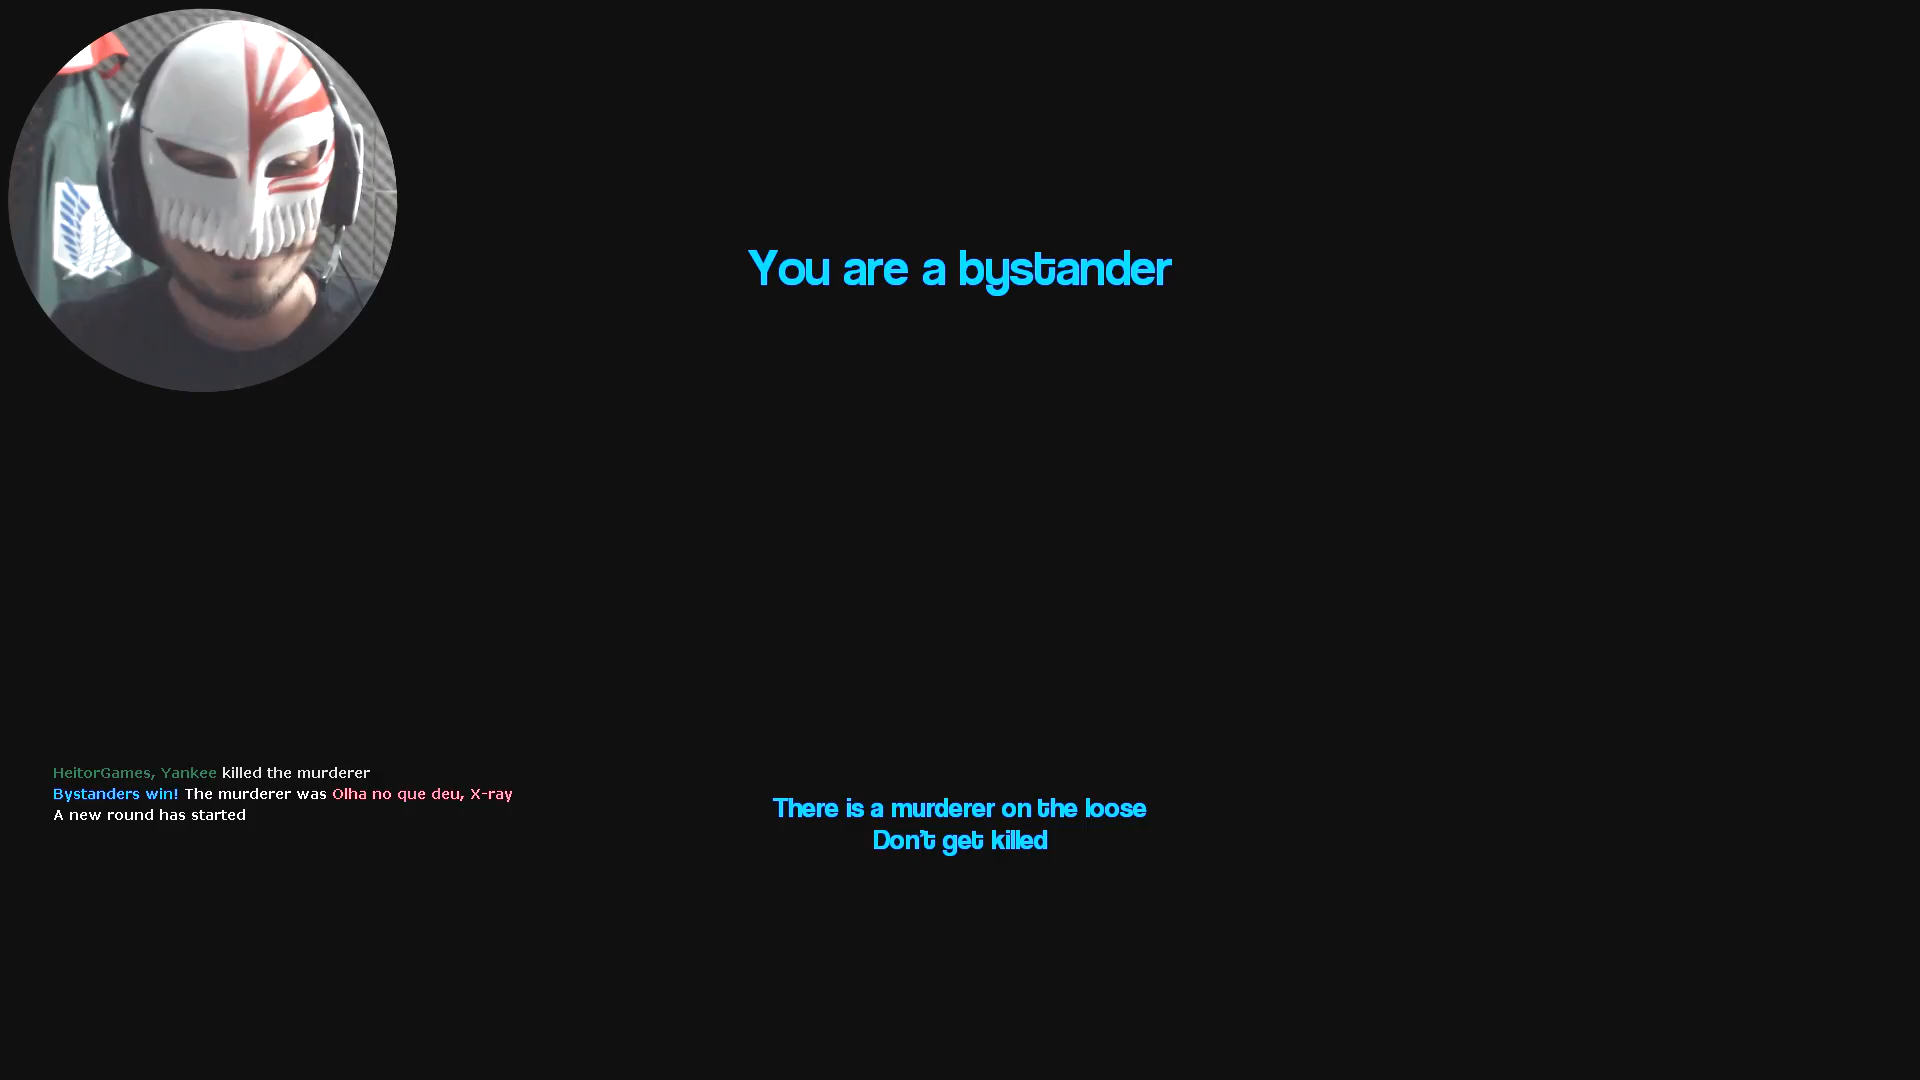 You are a bystander
HeitorGames, Yankee killed the murderer
Bystanders win! The murderer was Olha no que deu, X-ray
A new round has started
There is a murderer on the loose
Don't get killed